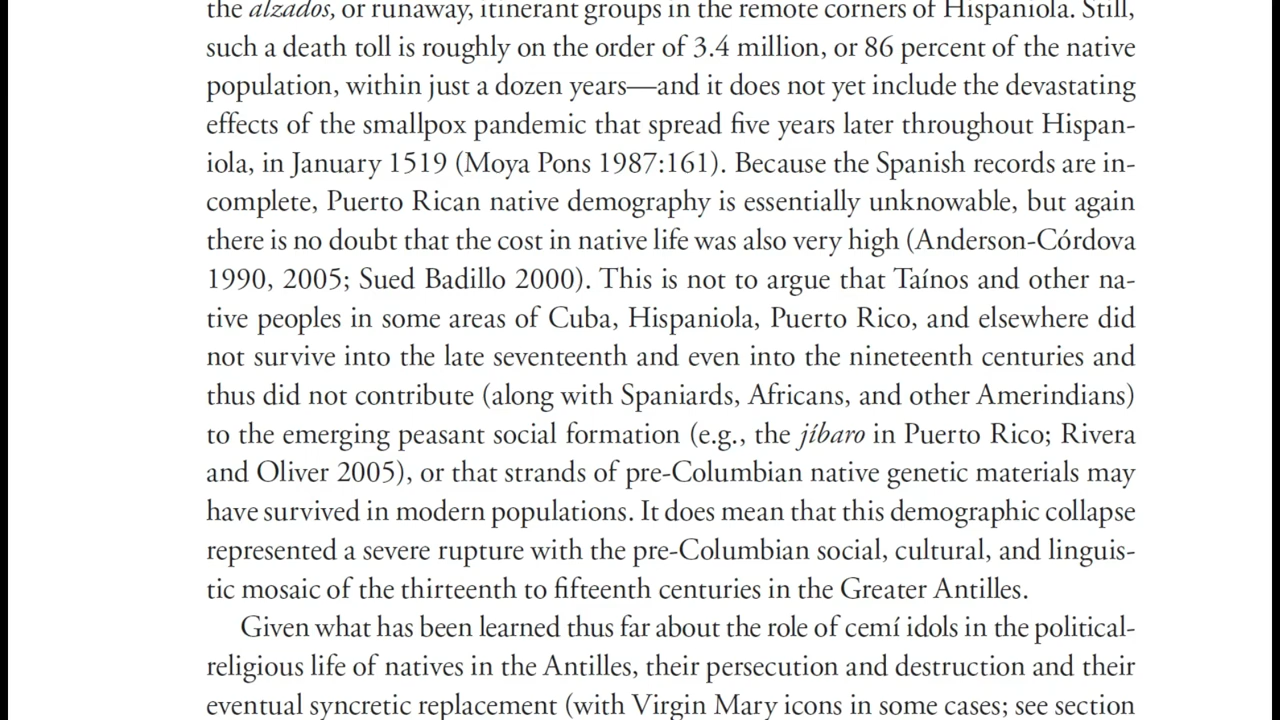 the alzados, or runaway, itinerant groups in the remote corners of Hispaniola. Still,
such a death toll is roughly on the order of 3.4 million, or 86 percent of the native
population, within just a dozen years—and it does not yet include the devastating
effects of the smallpox pandemic that spread five years later throughout Hispan-
iola, in January 1519 (Moya Pons 1987:161). Because the Spanish records are in-
complete, Puerto Rican native demography is essentially unknowable, but again
there is no doubt that the cost in native life was also very high (Anderson-Córdova
1990, 2005; Sued Badillo 2000). This is not to argue that Taínos and other na-
tive peoples in some areas of Cuba, Hispaniola, Puerto Rico, and elsewhere did
not survive into the late seventeenth and even into the nineteenth centuries and
thus did not contribute (along with Spaniards, Africans, and other Amerindians)
to the emerging peasant social formation (e.g., the jíbaro in Puerto Rico; Rivera
and Oliver 2005), or that strands of pre-Columbian native genetic materials may
have survived in modern populations. It does mean that this demographic collapse
represented a severe rupture with the pre-Columbian social, cultural, and linguis-
tic mosaic of the thirteenth to fifteenth centuries in the Greater Antilles.
Given what has been learned thus far about the role of cemí idols in the political-
religious life of natives in the Antilles, their persecution and destruction and their
eventual syncretic replacement (with Virgin Mary icons in some cases; see section